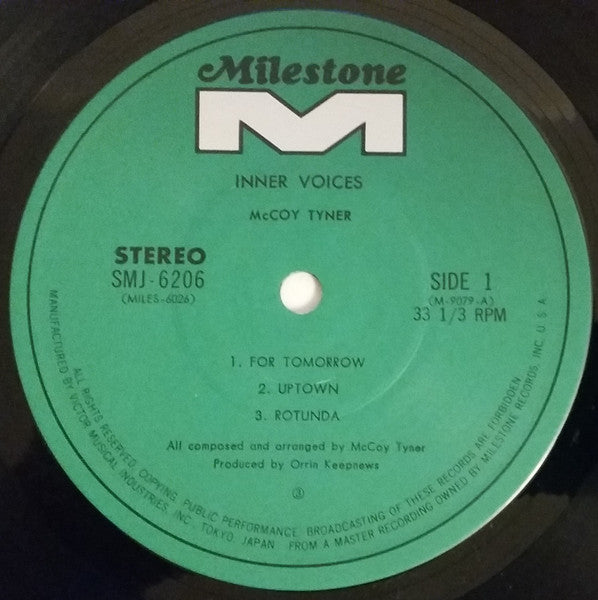 Milestone
M
INNER VOICES
McCOY TYNER
STEREO
SMJ-6206
(MILES-6026)
SIDE 1
(M-9079-A)
33 1/3 RPM
1. FOR TOMORROW
2. UPTOWN
3. ROTUNDA
All composed and arranged by McCoy Tyner
Produced by Orrin Keepnews
③
ALL RIGHTS RESERVED. COPYING, PUBLIC PERFORMANCE, BROADCASTING OF THESE RECORDS ARE FORBIDDEN
MANUFACTURED BY VICTOR MUSICAL INDUSTRIES, INC. TOKYO, JAPAN FROM A MASTER RECORDING OWNED BY MILESTONE RECORDS, INC. U.S.A.